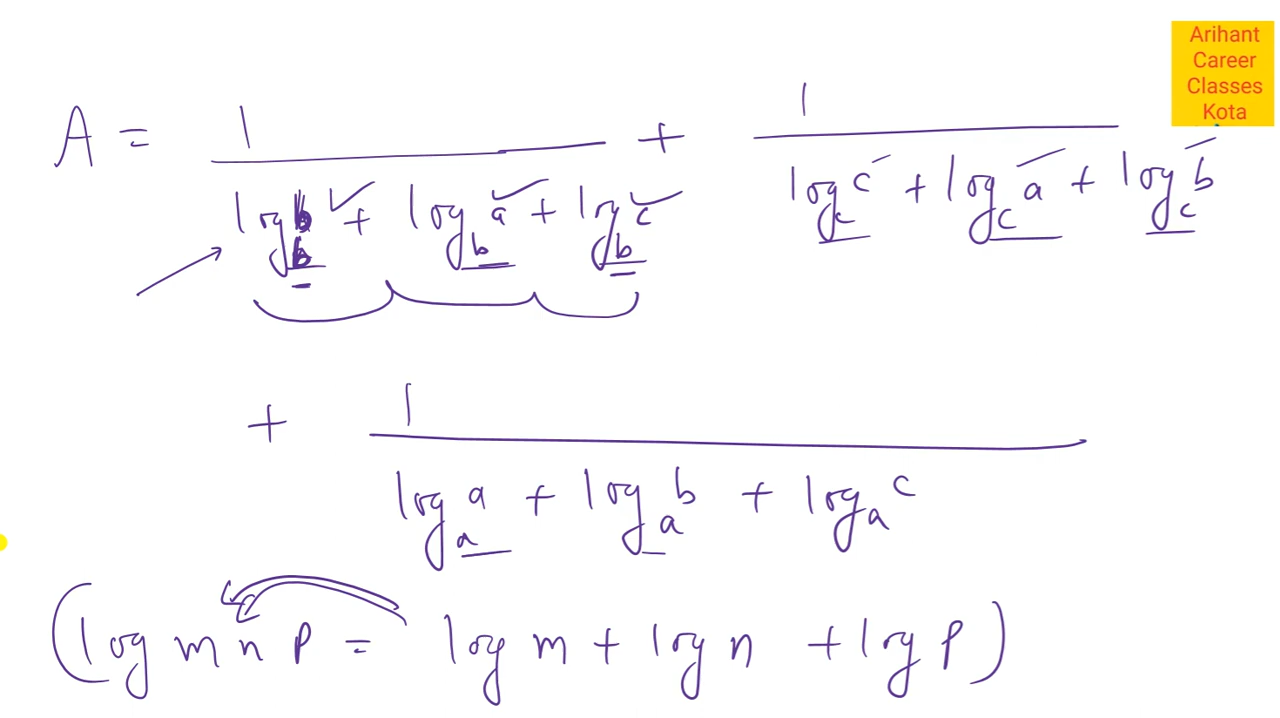 Arihant
Career
Classes
Kota
A = 1 / (log_b b + log_b a + log_b c) + 1 / (log_c c + log_c a + log_c b)
+ 1 / (log_a a + log_a b + log_a c)
(log m n p = log m + log n + log p)